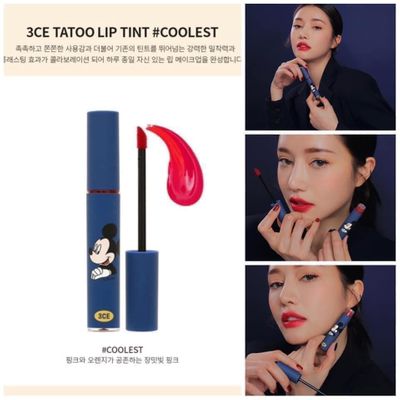 3CE TATOO LIP TINT #COOLEST
촉촉하고 쫀쫀한 사용감과 더불어 기존의 틴트를 뛰어넘는 강력한 밀착력과
래스팅 효과가 콜라보레이션 되어 하루 종일 자신 있는 립 메이크업을 완성합니다
3CE
#COOLEST
핑크와 오렌지가 공존하는 장밋빛 핑크